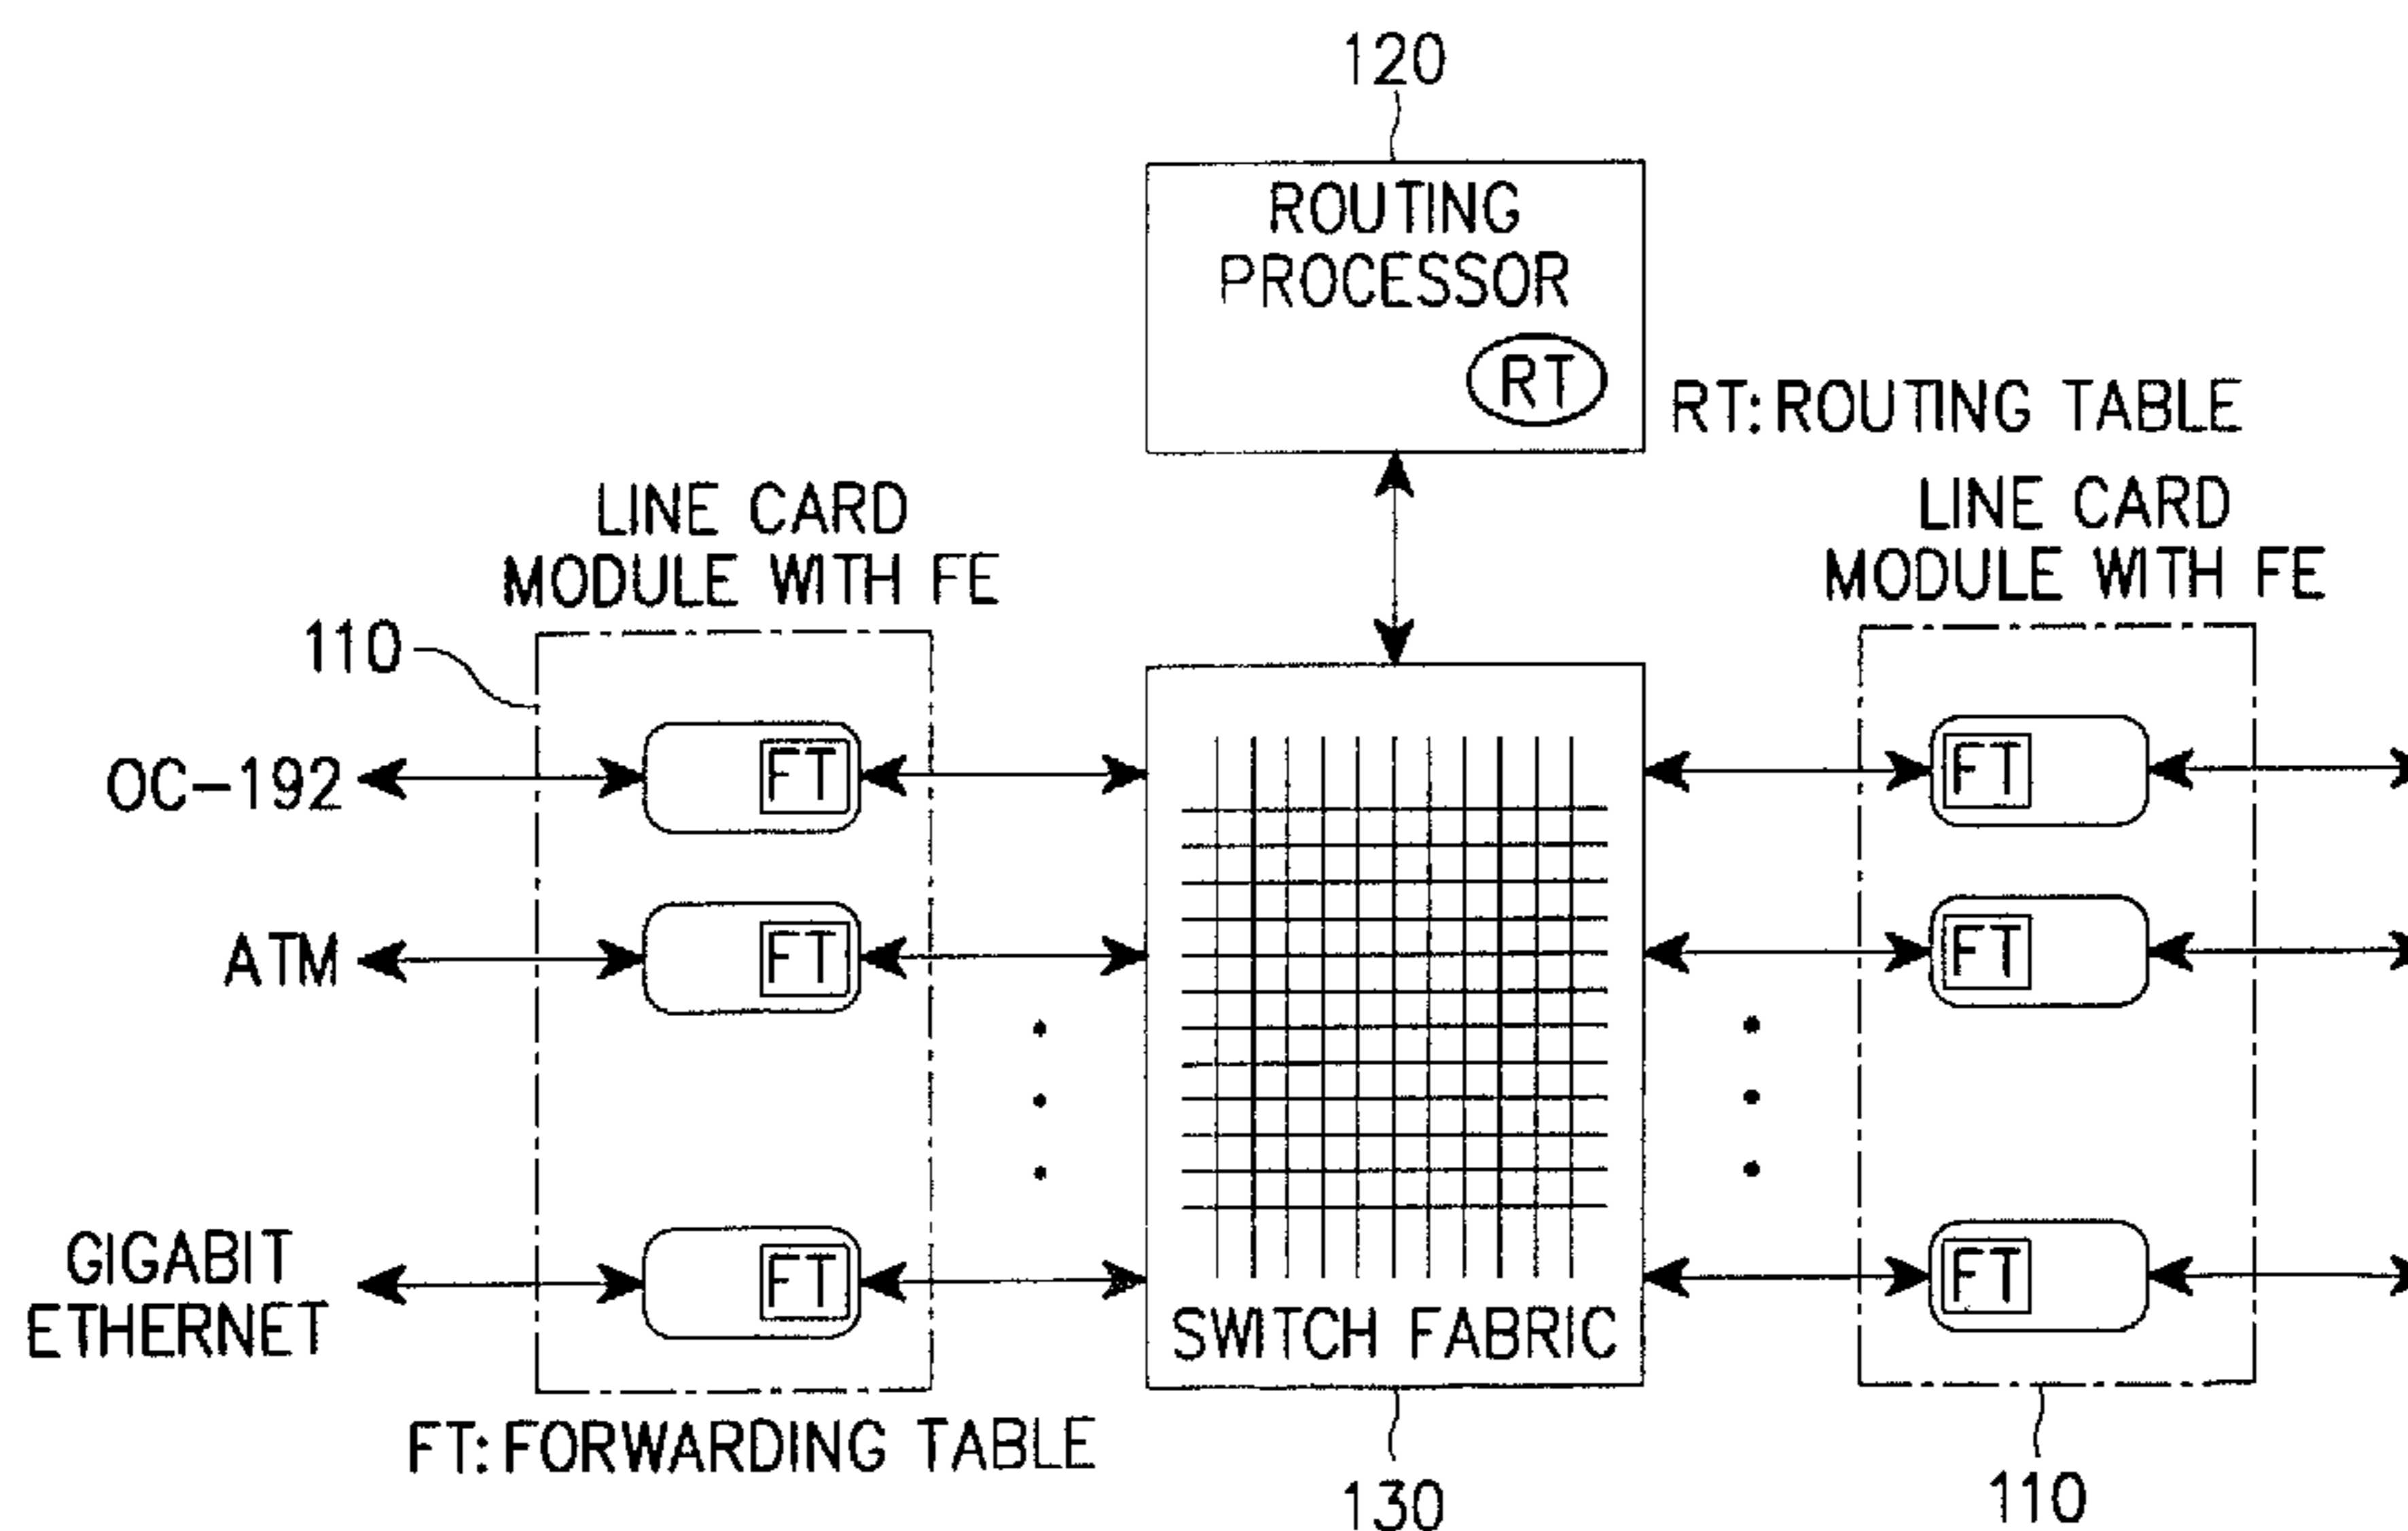 120
ROUTING
PROCESSOR
RT
RT: ROUTING TABLE
LINE CARD
MODULE WITH FE
LINE CARD
MODULE WITH FE
110
OC-192
FT
FT
ATM
FT
FT
GIGABIT
ETHERNET
FT
FT
SWITCH FABRIC
FT: FORWARDING TABLE
130
110